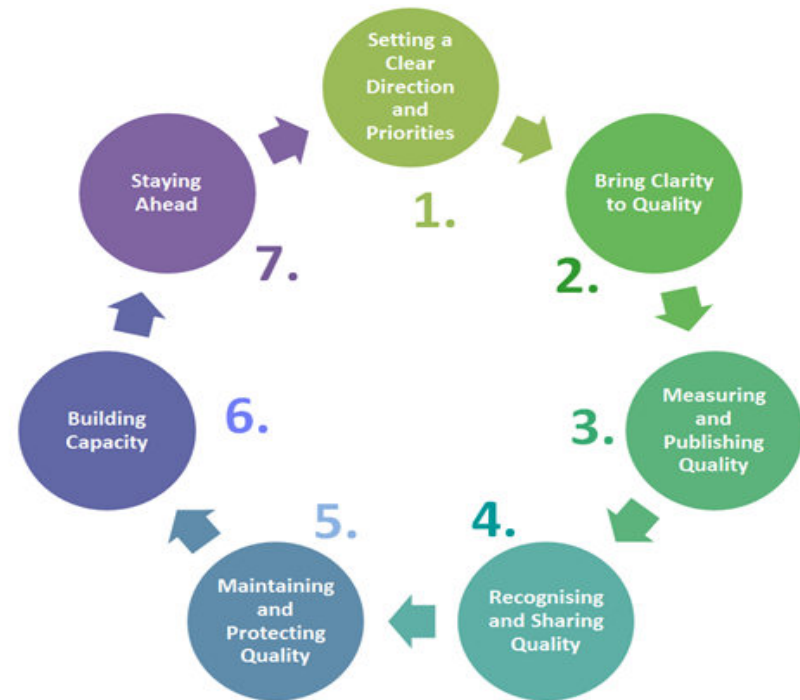 Setting a
Clear
Direction
and
Priorities
1.
Bring Clarity
to Quality
2.
Measuring
and
Publishing
Quality
3.
Recognising
and Sharing
Quality
4.
Maintaining
and
Protecting
Quality
5.
Building
Capacity
6.
Staying
Ahead
7.